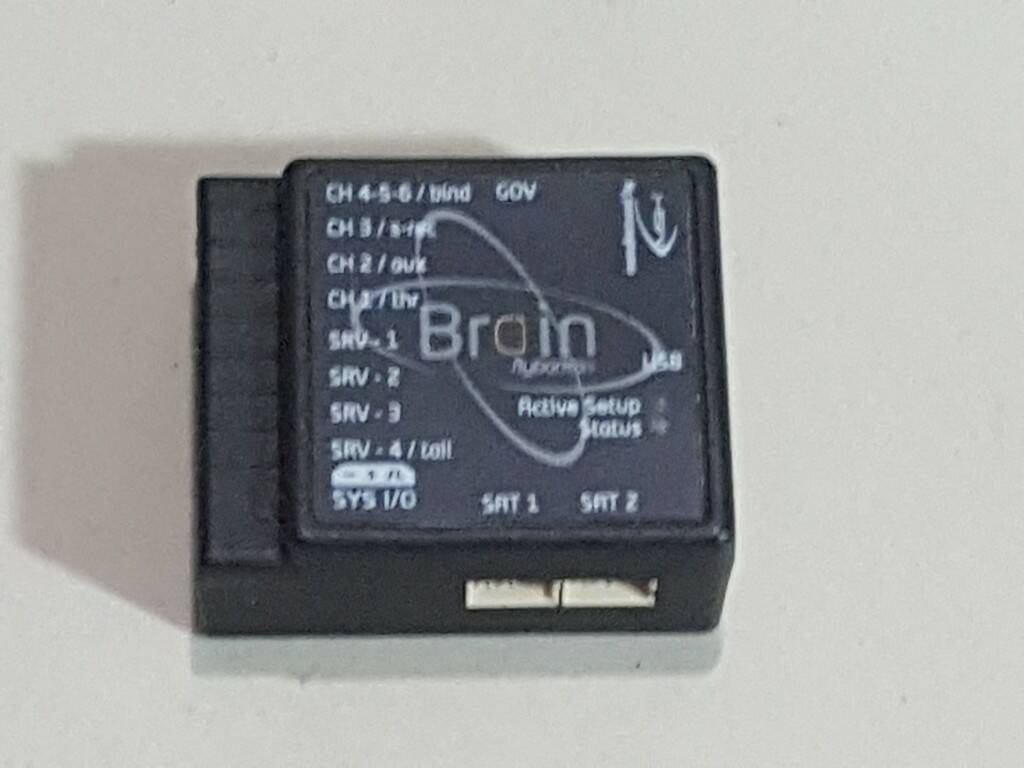 CH 4-5-6 / bind GOV
CH 3 / s-rec
CH 2 / aux
CH 1 / thr
Brain
SRV - 1
USB
SRV - 2
Active Setup
SRV - 3
Status
SRV - 4 / tail
SYS I/O SAT 1 SAT 2